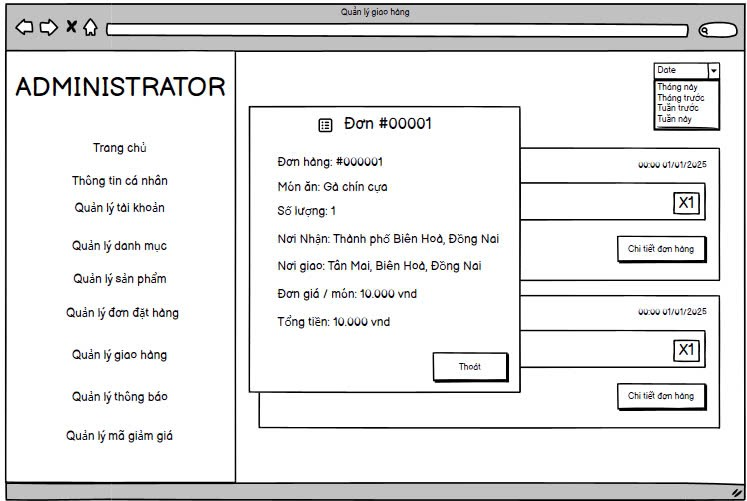 Quản lý giao hàng
ADMINISTRATOR
Trang chủ
Thông tin cá nhân
Quản lý tài khoản
Quản lý danh mục
Quản lý sản phẩm
Quản lý đơn đặt hàng
Quản lý giao hàng
Quản lý thông báo
Quản lý mã giảm giá
Date
Tháng này
Tháng trước
Tuần trước
Tuần này
Đơn #00001
Đơn hàng: #000001
Món ăn: Gà chín cựa
Số lượng: 1
Nơi Nhận: Thành phố Biên Hoà, Đồng Nai
Nơi giao: Tân Mai, Biên Hoà, Đồng Nai
Đơn giá / món: 10.000 vnd
Tổng tiền: 10.000 vnd
Thoát
00:00 01/01/2025
X1
Chi tiết đơn hàng
00:00 01/01/2025
X1
Chi tiết đơn hàng